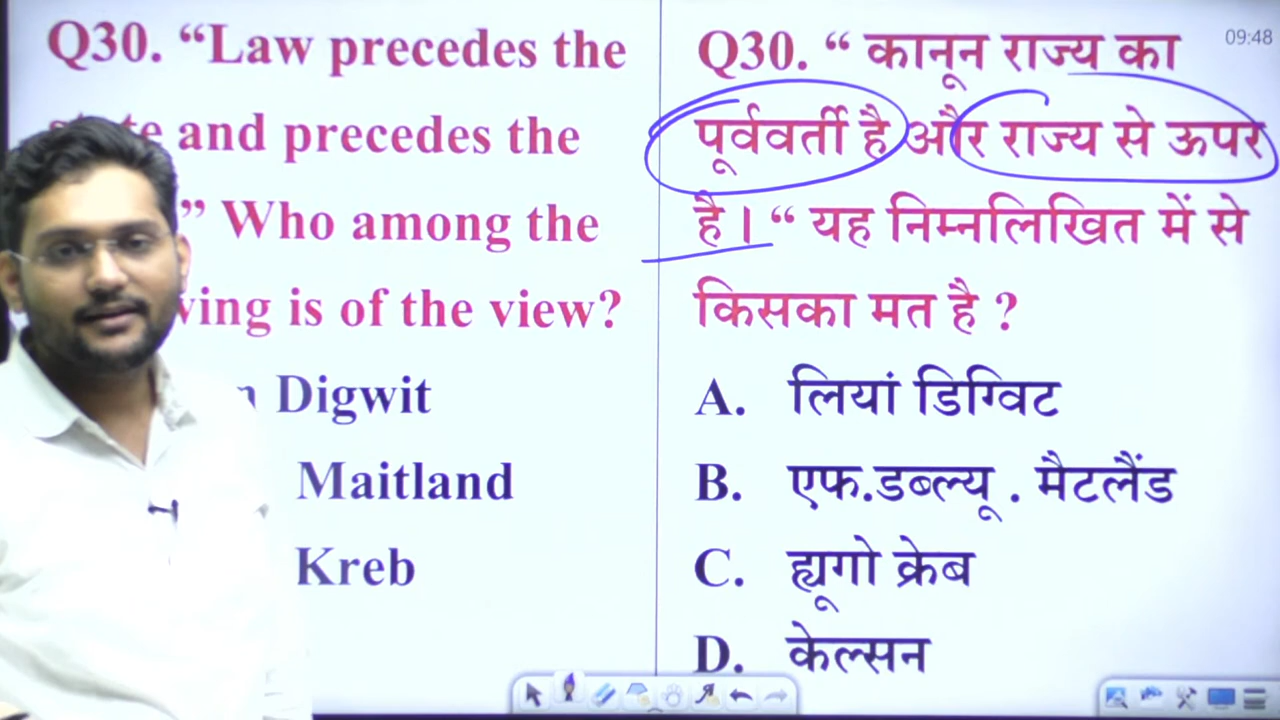 Q30. “Law precedes the
and precedes the
” Who among the
is of the view?
Digwit
Maitland
Kreb
Q30. “ कानून राज्य का
पूर्ववर्ती है और राज्य से ऊपर
है । “ यह निम्नलिखित में से
किसका मत है ?
A. लियां डिग्विट
B. एफ.डब्ल्यू . मैटलैंड
C. ह्यूगो क्रेब
D. केल्सन
09:48